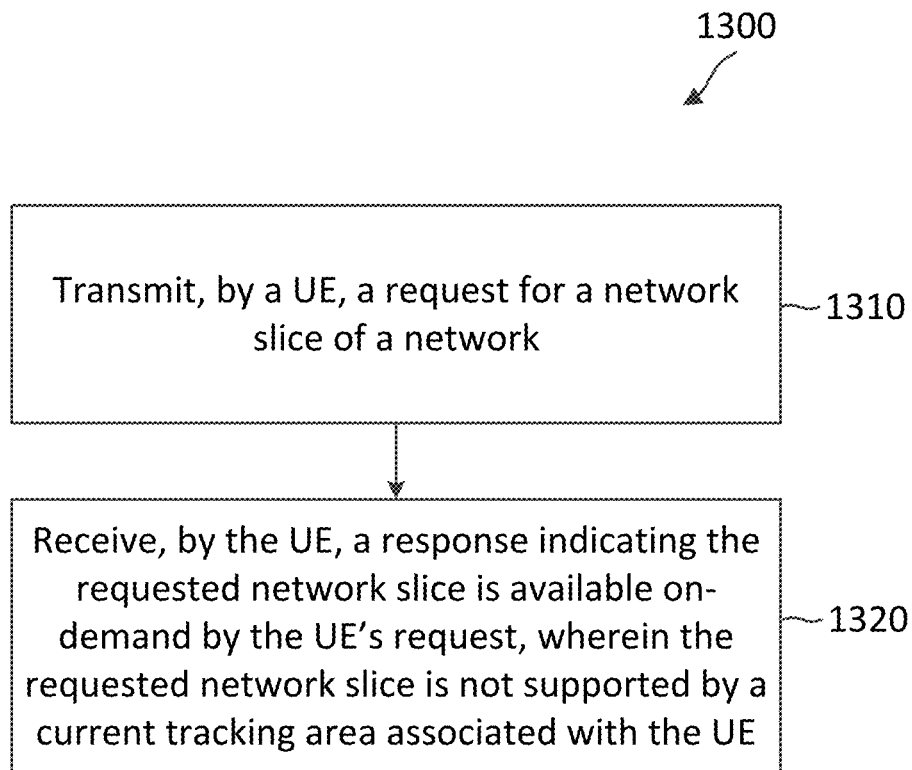 1300
Transmit, by a UE, a request for a network
slice of a network
1310
Receive, by the UE, a response indicating the
requested network slice is available on-
demand by the UE's request, wherein the
requested network slice is not supported by a
current tracking area associated with the UE
1320